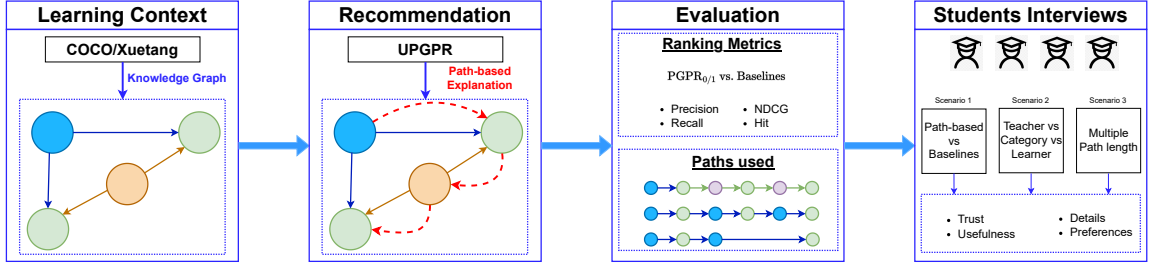 Learning Context
COCO/Xuetang
Knowledge Graph
Recommendation
UPGPR
Path-based
Explanation
Evaluation
Ranking Metrics
PGPR0/1 vs. Baselines
• Precision
• Recall
• NDCG
• Hit
Paths used
Students Interviews
Scenario 1
Path-based
vs
Baselines
Scenario 2
Teacher vs
Category vs
Learner
Scenario 3
Multiple
Path length
• Trust
• Usefulness
• Details
• Preferences